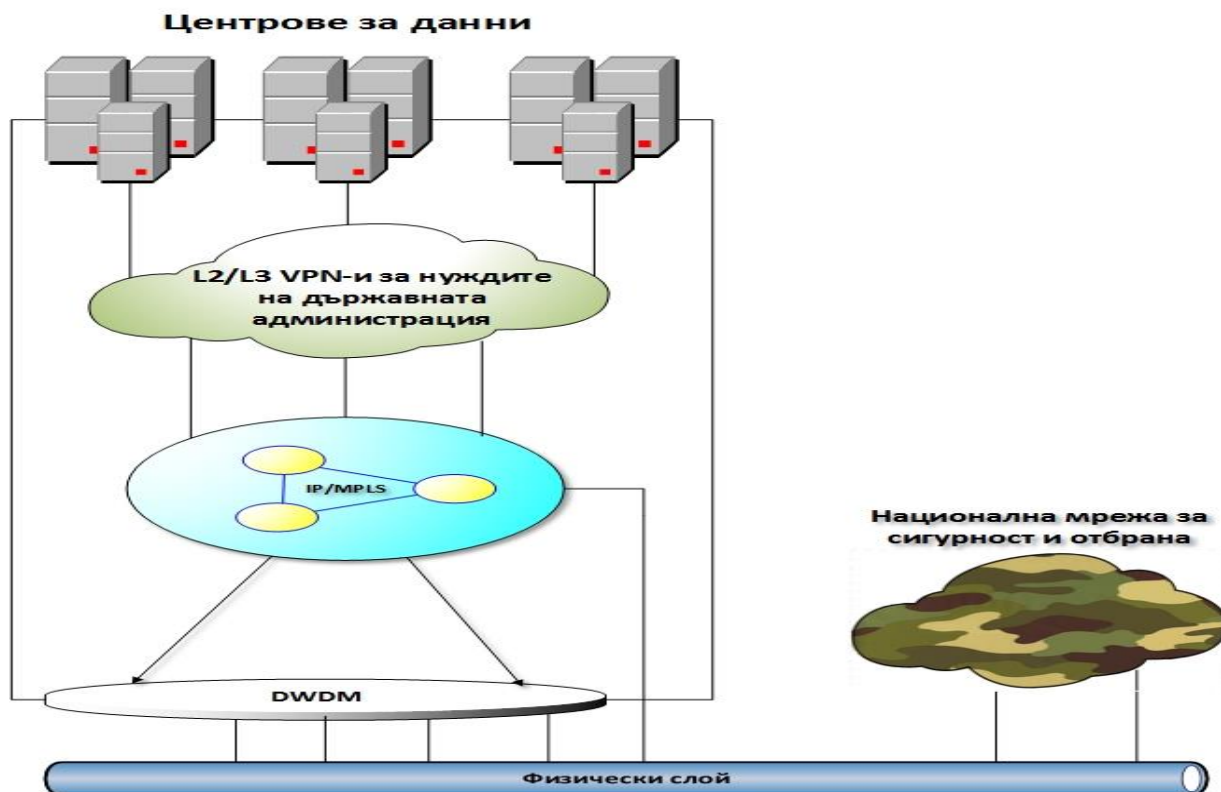 Центрове за данни
L2/L3 VPN-и за нуждите
на държавната
администрация
IP/MPLS
Национална мрежа за
сигурност и отбрана
DWDM
Физически слой